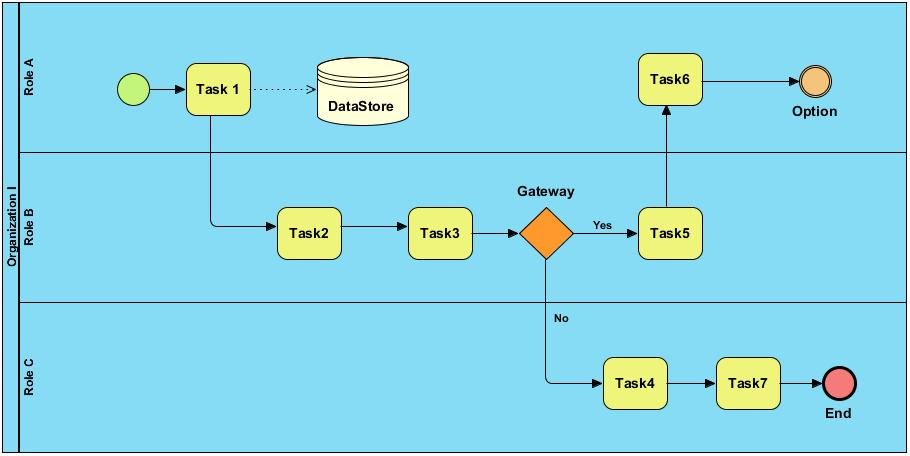 Organization I
Role A
Task 1
DataStore
Task6
Option
Role B
Task2
Task3
Gateway
Yes
Task5
Role C
No
Task4
Task7
End